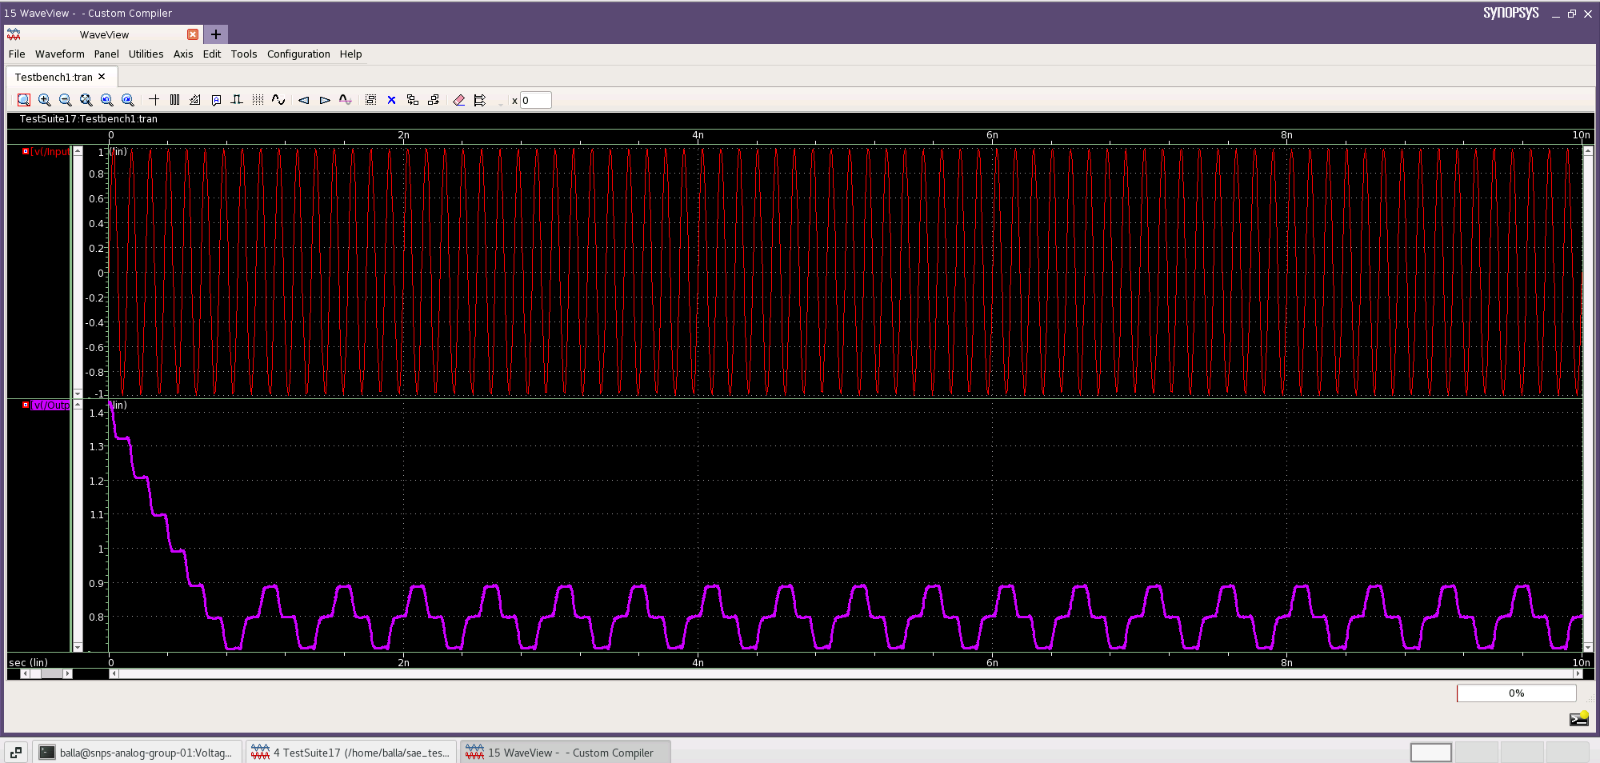 15 WaveView - - Custom Compiler
SYNOPSYS
WaveView
File Waveform Panel Utilities Axis Edit Tools Configuration Help
Testbench1:tran
x 0
TestSuite17:Testbench1:tran
0 2n 4n 6n 8n 10n
v(/Input
(lin)
1
0.8
0.6
0.4
0.2
0
-0.2
-0.4
-0.6
-0.8
-1
v(/Outp
(lin)
1.4
1.3
1.2
1.1
1
0.9
0.8
sec (lin) 0 2n 4n 6n 8n 10n
0%
balla@snps-analog-group-01:Voltag... 4 TestSuite17 (/home/balla/sae_tes... 15 WaveView - - Custom Compiler